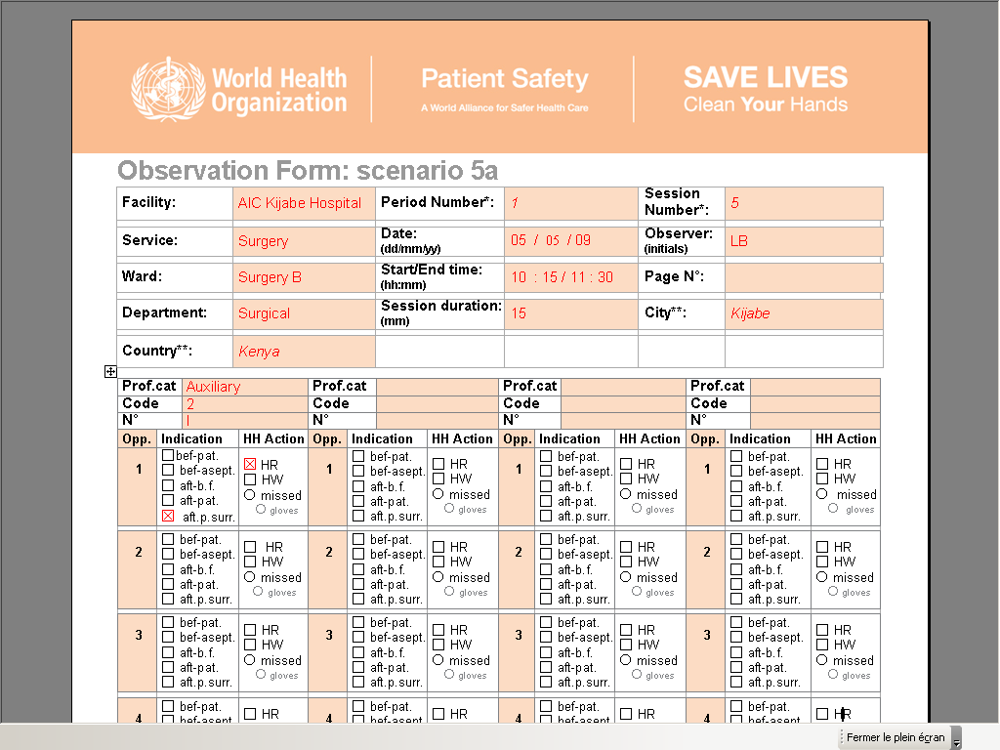 World Health
Organization
Patient Safety
A World Alliance for Safer Health Care
SAVE LIVES
Clean Your Hands
Observation Form: scenario 5a
Facility: AIC Kijabe Hospital Period Number*: 1 Session Number*: 5
Service: Surgery Date: (dd/mm/yy) 05 / 05 / 09 Observer: (initials) LB
Ward: Surgery B Start/End time: (hh:mm) 10 : 15 / 11 : 30 Page N°:
Department: Surgical Session duration: (mm) 15 City**: Kijabe
Country**: Kenya
Prof.cat Auxiliary Prof.cat Prof.cat Prof.cat
Code 2 Code Code Code
N° I N° N° N°
Opp. Indication HH Action Opp. Indication HH Action Opp. Indication HH Action Opp. Indication HH Action
1 1 1 1
bef-pat. bef-pat. bef-pat. bef-pat.
HR HR HR HR
bef-asept. bef-asept. bef-asept. bef-asept.
HW HW HW HW
aft-b.f. aft-b.f. aft-b.f. aft-b.f.
missed missed missed missed
aft-pat. aft-pat. aft-pat. aft-pat.
gloves gloves gloves gloves
aft.p.surr. aft.p.surr. aft.p.surr. aft.p.surr.
2 2 2 2
bef-pat. bef-pat. bef-pat. bef-pat.
HR HR HR HR
bef-asept. bef-asept. bef-asept. bef-asept.
HW HW HW HW
aft-b.f. aft-b.f. aft-b.f. aft-b.f.
missed missed missed missed
aft-pat. aft-pat. aft-pat. aft-pat.
gloves gloves gloves gloves
aft.p.surr. aft.p.surr. aft.p.surr. aft.p.surr.
3 3 3 3
bef-pat. bef-pat. bef-pat. bef-pat.
HR HR HR HR
bef-asept. bef-asept. bef-asept. bef-asept.
HW HW HW HW
aft-b.f. aft-b.f. aft-b.f. aft-b.f.
missed missed missed missed
aft-pat. aft-pat. aft-pat. aft-pat.
gloves gloves gloves gloves
aft.p.surr. aft.p.surr. aft.p.surr. aft.p.surr.
4 4 4 4
bef-pat. bef-pat. bef-pat. bef-pat.
HR HR HR HR
bef-asept. bef-asept. bef-asept. bef-asept.
Fermer le plein écran